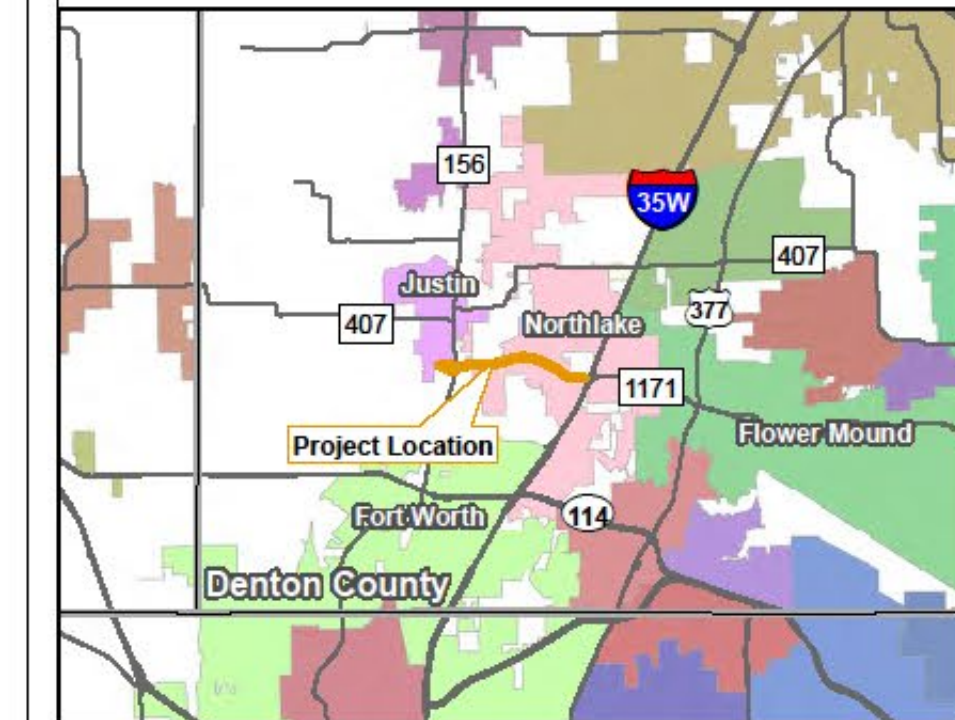 156
35W
407
Justin
377
407
Northlake
1171
Project Location
Flower Mound
Fort Worth
114
Denton County